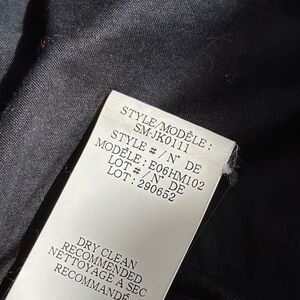 STYLE/MODÈLE :
SM-JK0111
STYLE # / N° DE
MODÈLE : E06HM102
LOT # / N° DE
LOT : 290652
DRY CLEAN
RECOMMENDED
NETTOYAGE A SEC
RECOMMANDÉ